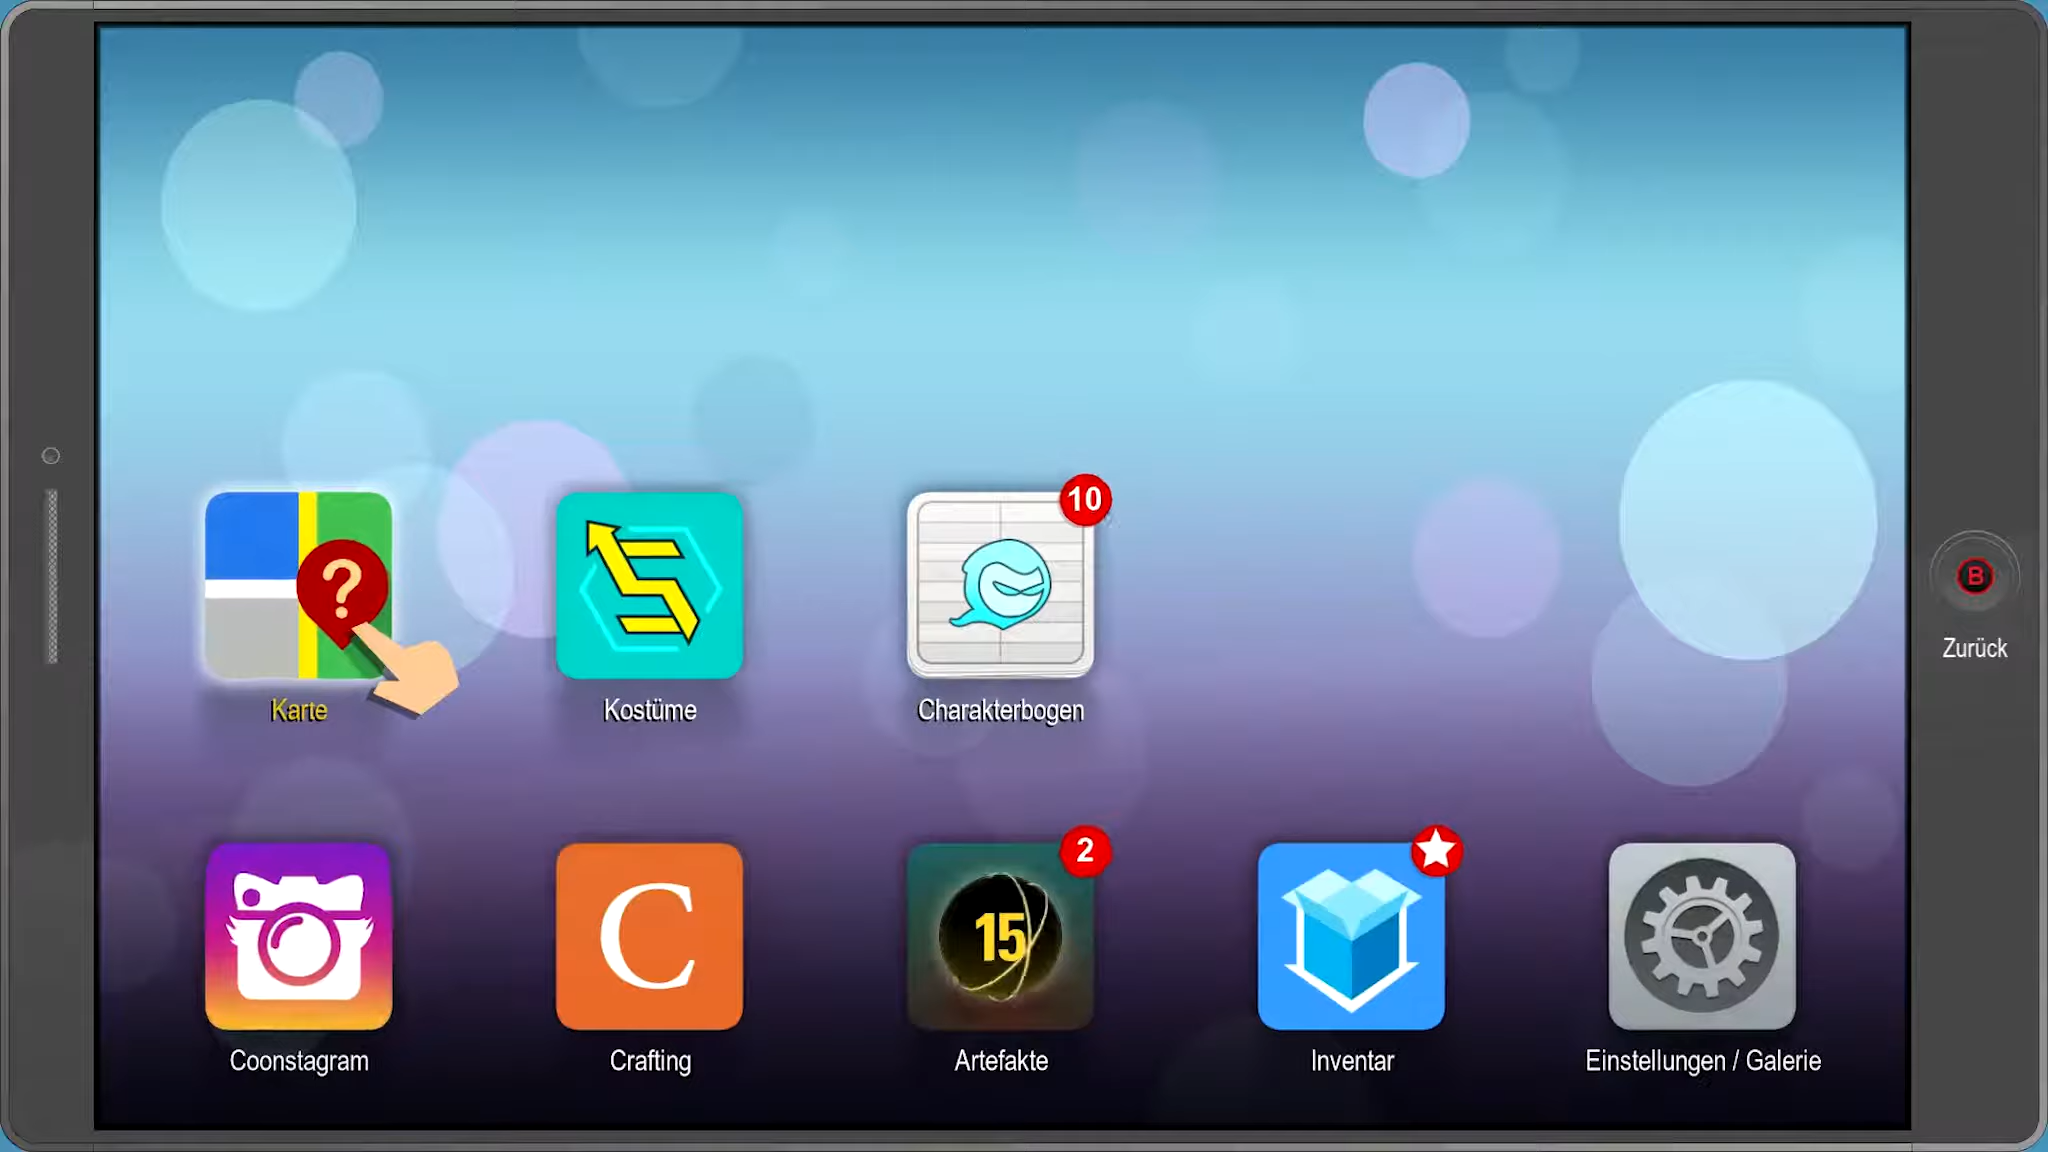 10
?
B
Zurück
Karte
Kostüme
Charakterbogen
2
15
C
Coonstagram
Crafting
Artefakte
Inventar
Einstellungen / Galerie